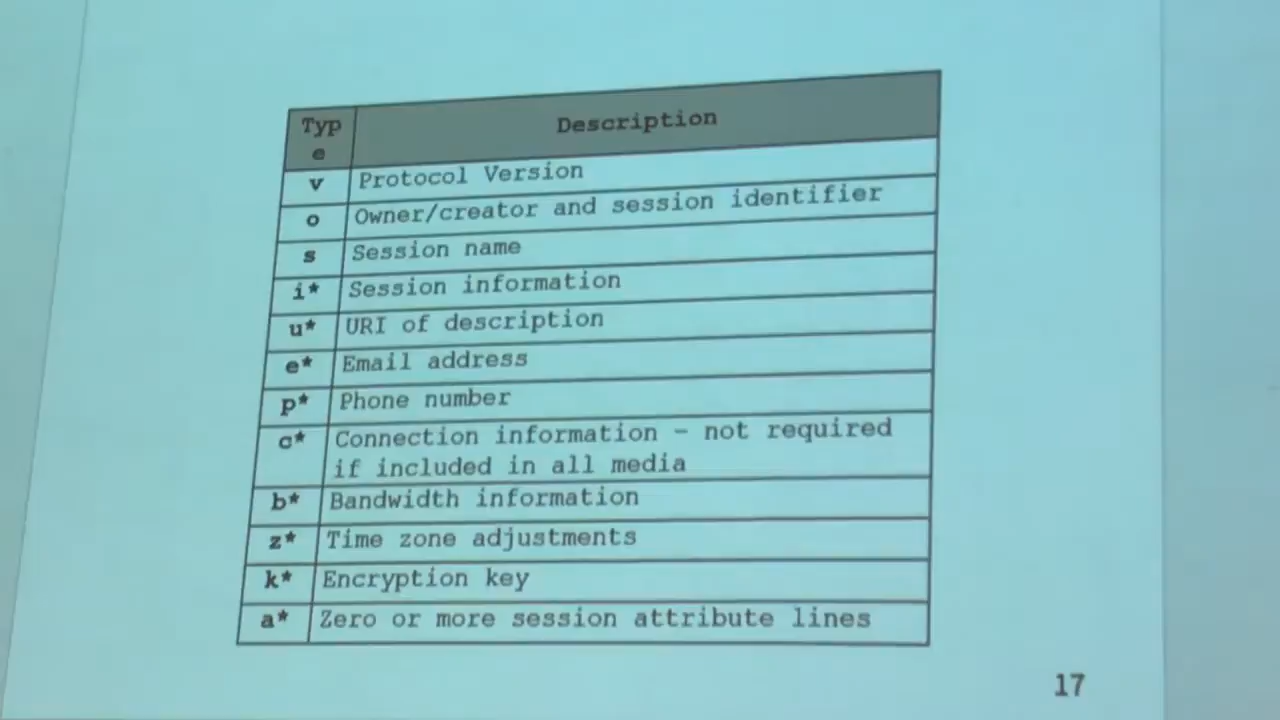 Typ
e
Description
v Protocol Version
o Owner/creator and session identifier
s Session name
i* Session information
u* URI of description
e* Email address
p* Phone number
c* Connection information - not required
if included in all media
b* Bandwidth information
z* Time zone adjustments
k* Encryption key
a* Zero or more session attribute lines
17